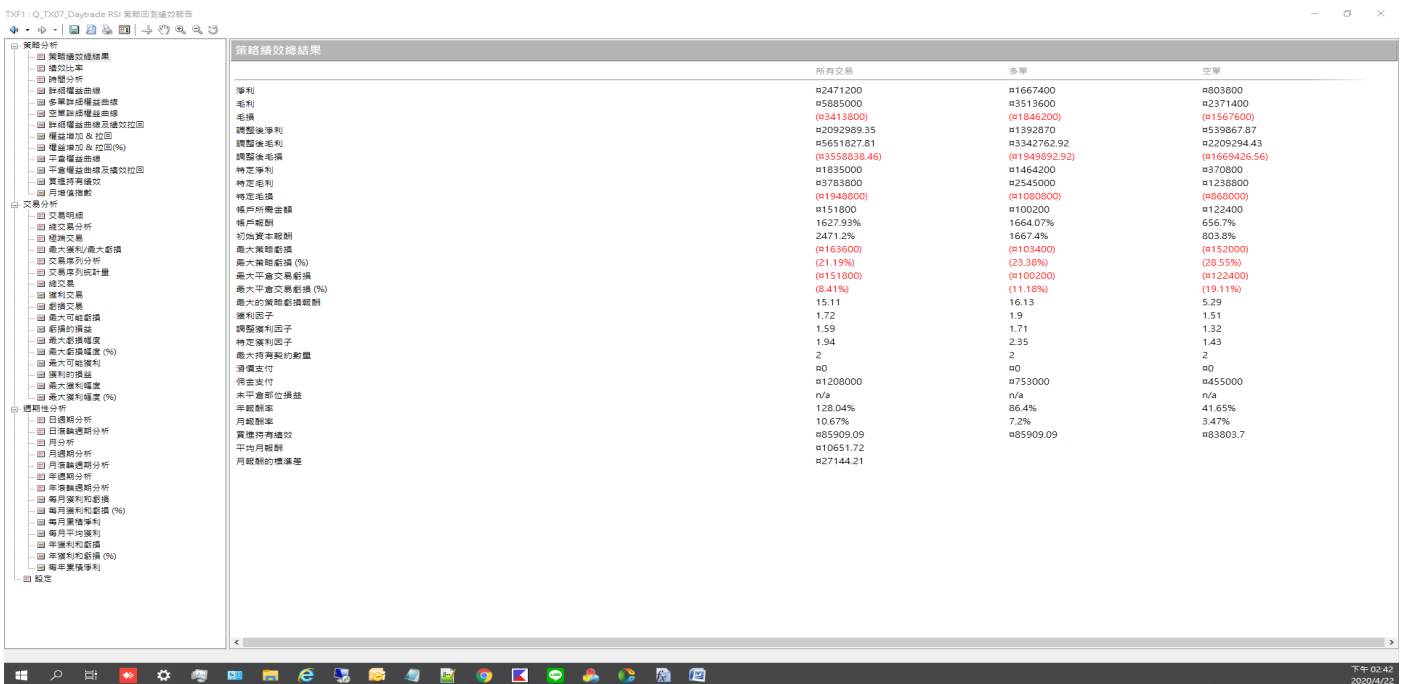 TXF1 : Q_TX07_Daytrade RSI 策略回測績效報告
策略分析
策略績效總結果
績效比率
時間分析
詳細權益曲線
多單詳細權益曲線
空單詳細權益曲線
詳細權益曲線及績效拉回
權益增加 & 拉回
權益增加 & 拉回(%)
平倉權益曲線
平倉權益曲線及績效拉回
買進持有績效
月增值指數
交易分析
交易明細
總交易分析
極端交易
最大獲利/最大虧損
交易序列分析
交易序列統計量
總交易
獲利交易
虧損交易
最大可能虧損
虧損的損益
最大虧損幅度
最大虧損幅度 (%)
最大可能獲利
獲利的損益
最大獲利幅度
最大獲利幅度 (%)
週期性分析
日週期分析
日滾輪週期分析
月分析
月週期分析
月滾輪週期分析
年週期分析
年滾輪週期分析
每月獲利和虧損
每月獲利和虧損 (%)
每月累積淨利
每月平均獲利
年獲利和虧損
年獲利和虧損 (%)
每年累積淨利
設定
策略績效總結果
所有交易 多單 空單
淨利 ¤2471200 ¤1667400 ¤803800
毛利 ¤5885000 ¤3513600 ¤2371400
毛損 (¤3413800) (¤1846200) (¤1567600)
調整後淨利 ¤2092989.35 ¤1392870 ¤539867.87
調整後毛利 ¤5651827.81 ¤3342762.92 ¤2209294.43
調整後毛損 (¤3558838.46) (¤1949892.92) (¤1669426.56)
特定淨利 ¤1835000 ¤1464200 ¤370800
特定毛利 ¤3783800 ¤2545000 ¤1238800
特定毛損 (¤1948800) (¤1080800) (¤868000)
帳戶所需金額 ¤151800 ¤100200 ¤122400
帳戶報酬 1627.93% 1664.07% 656.7%
初始資本報酬 2471.2% 1667.4% 803.8%
最大策略虧損 (¤163600) (¤103400) (¤152000)
最大策略虧損 (%) (21.19%) (23.38%) (28.55%)
最大平倉交易虧損 (¤151800) (¤100200) (¤122400)
最大平倉交易虧損 (%) (8.41%) (11.18%) (19.11%)
最大的策略虧損報酬 15.11 16.13 5.29
獲利因子 1.72 1.9 1.51
調整獲利因子 1.59 1.71 1.32
特定獲利因子 1.94 2.35 1.43
最大持有契約數量 2 2 2
滑價支付 ¤0 ¤0 ¤0
佣金支付 ¤1208000 ¤753000 ¤455000
未平倉部位損益 n/a n/a n/a
年報酬率 128.04% 86.4% 41.65%
月報酬率 10.67% 7.2% 3.47%
買進持有績效 ¤85909.09 ¤85909.09 ¤83803.7
平均月報酬 ¤10651.72
月報酬的標準差 ¤27144.21
下午 02:42
2020/4/22